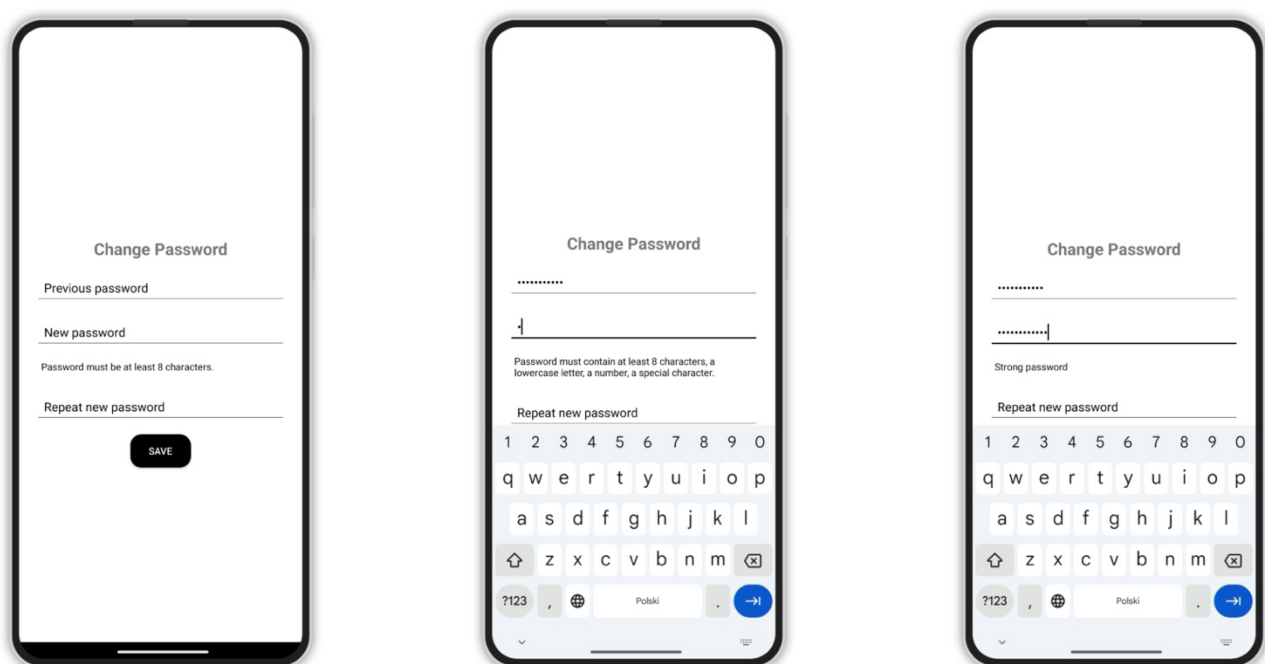 Change Password
Previous password
New password
Password must be at least 8 characters.
Repeat new password
SAVE
Change Password
•••••••••••
•
Password must contain at least 8 characters, a
lowercase letter, a number, a special character.
Repeat new password
1 2 3 4 5 6 7 8 9 0
q w e r t y u i o p
a s d f g h j k l
z x c v b n m
?123 , Polski .
Change Password
•••••••••••
••••••••••••
Strong password
Repeat new password
1 2 3 4 5 6 7 8 9 0
q w e r t y u i o p
a s d f g h j k l
z x c v b n m
?123 , Polski .